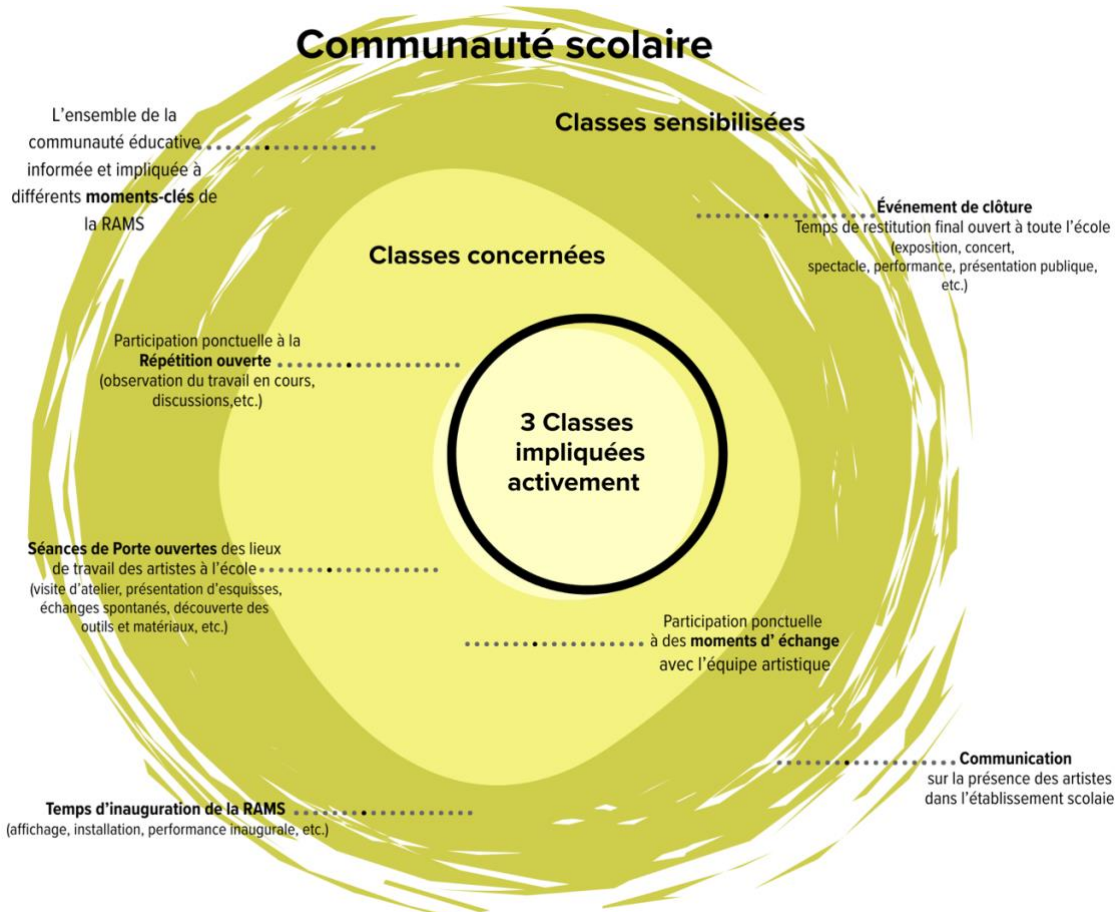 Communauté scolaire
L'ensemble de la
communauté éducative
informée et impliquée à
différents moments-clés de
la RAMS
Classes sensibilisées
Événement de clôture
Temps de restitution final ouvert à toute l'école
(exposition, concert,
spectacle, performance, présentation publique,
etc.)
Classes concernées
Participation ponctuelle à la
Répétition ouverte
(observation du travail en cours,
discussions,etc.)
3 Classes
impliquées
activement
Séances de Porte ouvertes des lieux
de travail des artistes à l'école
(visite d'atelier, présentation d'esquisses,
échanges spontanés, découverte des
outils et matériaux, etc.)
Participation ponctuelle
à des moments d' échange
avec l'équipe artistique
Communication
sur la présence des artistes
dans l'établissement scolaie
Temps d'inauguration de la RAMS
(affichage, installation, performance inaugurale, etc.)